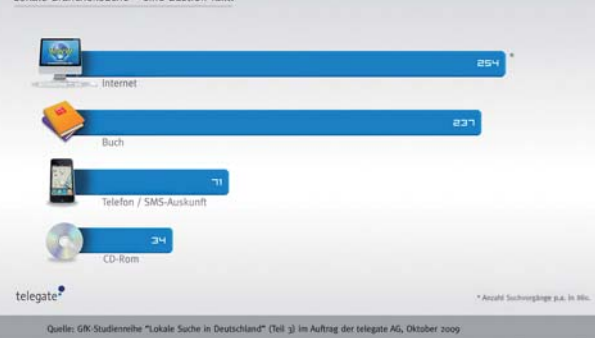 254 *
Internet
237
Buch
71
Telefon / SMS-Auskunft
34
CD-Rom
telegate
* Anzahl Suchvorgänge p.a. in Mio.
Quelle: GfK-Studienreihe "Lokale Suche in Deutschland" (Teil 3) im Auftrag der telegate AG, Oktober 2009